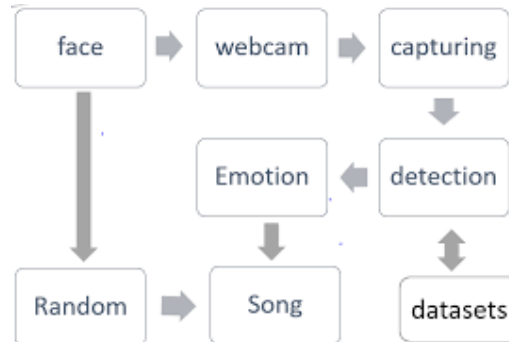 face
webcam
capturing
Emotion
detection
Random
Song
datasets